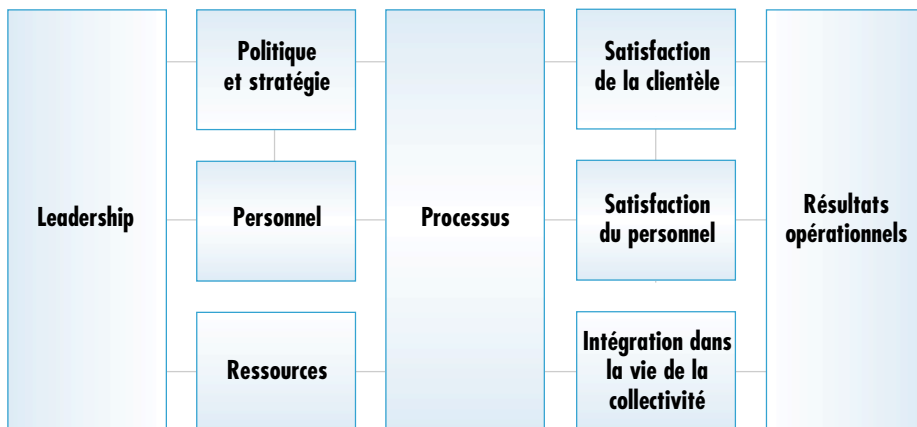 Leadership
Politique
et stratégie
Personnel
Ressources
Processus
Satisfaction
de la clientèle
Satisfaction
du personnel
Intégration dans
la vie de la
collectivité
Résultats
opérationnels